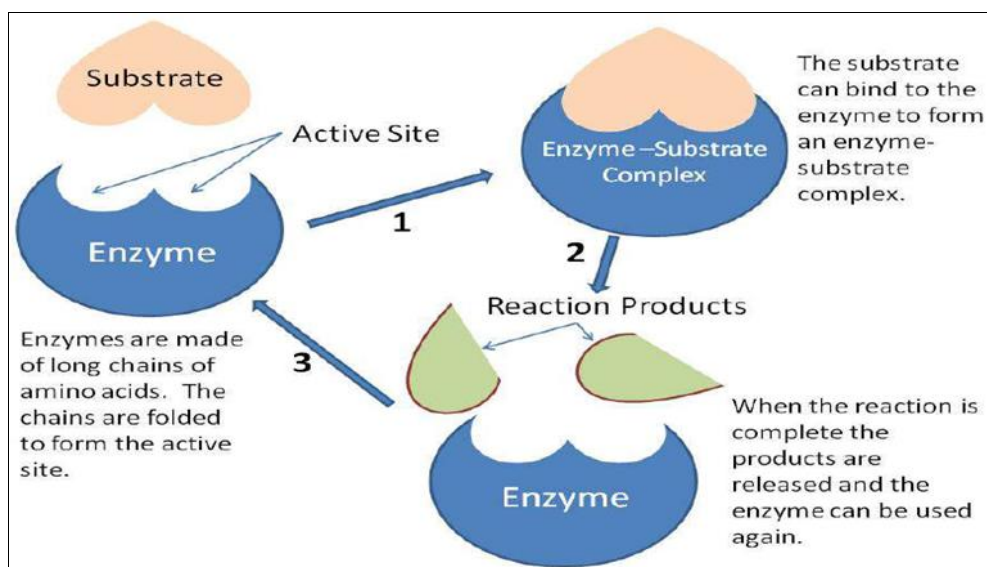 Substrate
Active Site
Enzyme
Enzymes are made
of long chains of
amino acids.  The
chains are folded
to form the active
site.
1
Enzyme –Substrate
Complex
The substrate
can bind to the
enzyme to form
an enzyme-
substrate
complex.
2
Reaction Products
3
Enzyme
When the reaction is
complete the
products are
released and the
enzyme can be used
again.